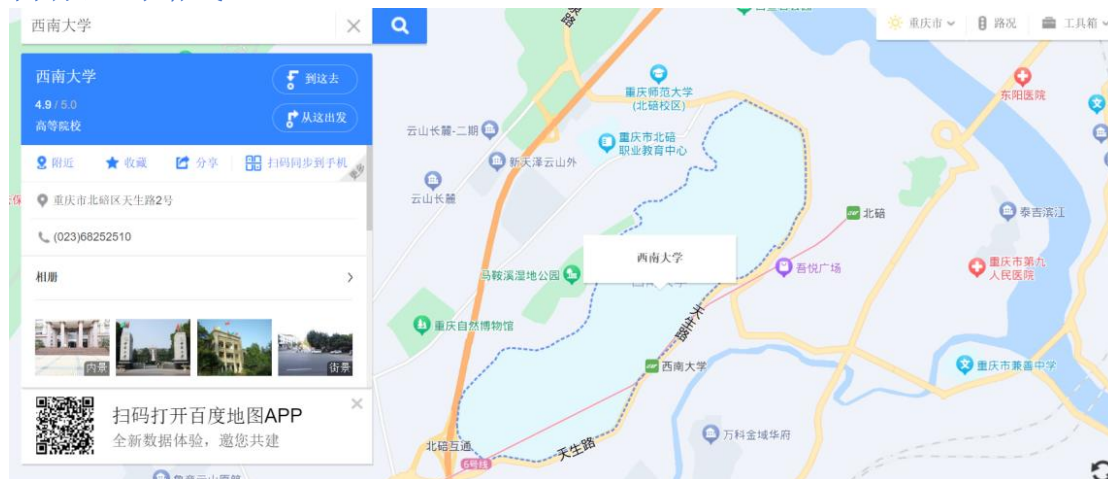 西南大学
重庆市
路况
工具箱
西南大学
4.9 / 5.0
高等院校
到这去
从这出发
附近
收藏
分享
扫码同步到手机
更多
重庆市北碚区天生路2号
(023)68252510
相册
内景
街景
扫码打开百度地图APP
全新数据体验，邀您共建
重庆师范大学
(北碚校区)
东阳医院
云山长麓-二期
重庆市北碚
职业教育中心
新天泽云山外
云山长麓
北碚
泰吉滨江
西南大学
吾悦广场
重庆市第九
人民医院
马鞍溪湿地公园
重庆自然博物馆
天生路
西南大学
重庆市兼善中学
万科金域华府
北碚互通
天生路
6号线